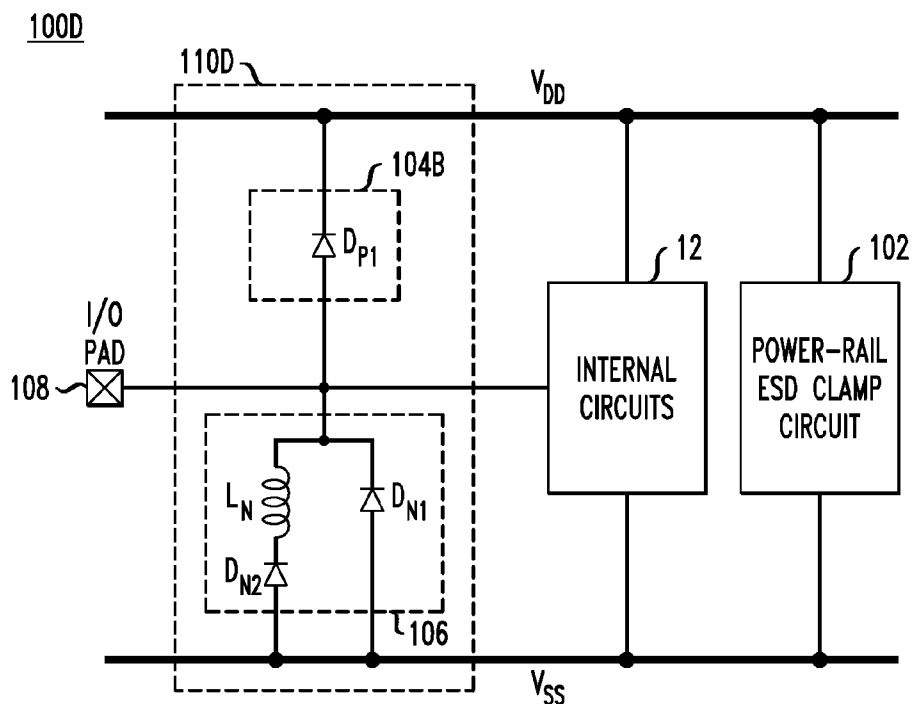 100D
110D
V_DD
104B
D_P1
12
102
I/O
PAD
108
INTERNAL
CIRCUITS
POWER-RAIL
ESD CLAMP
CIRCUIT
L_N
D_N1
D_N2
106
V_SS